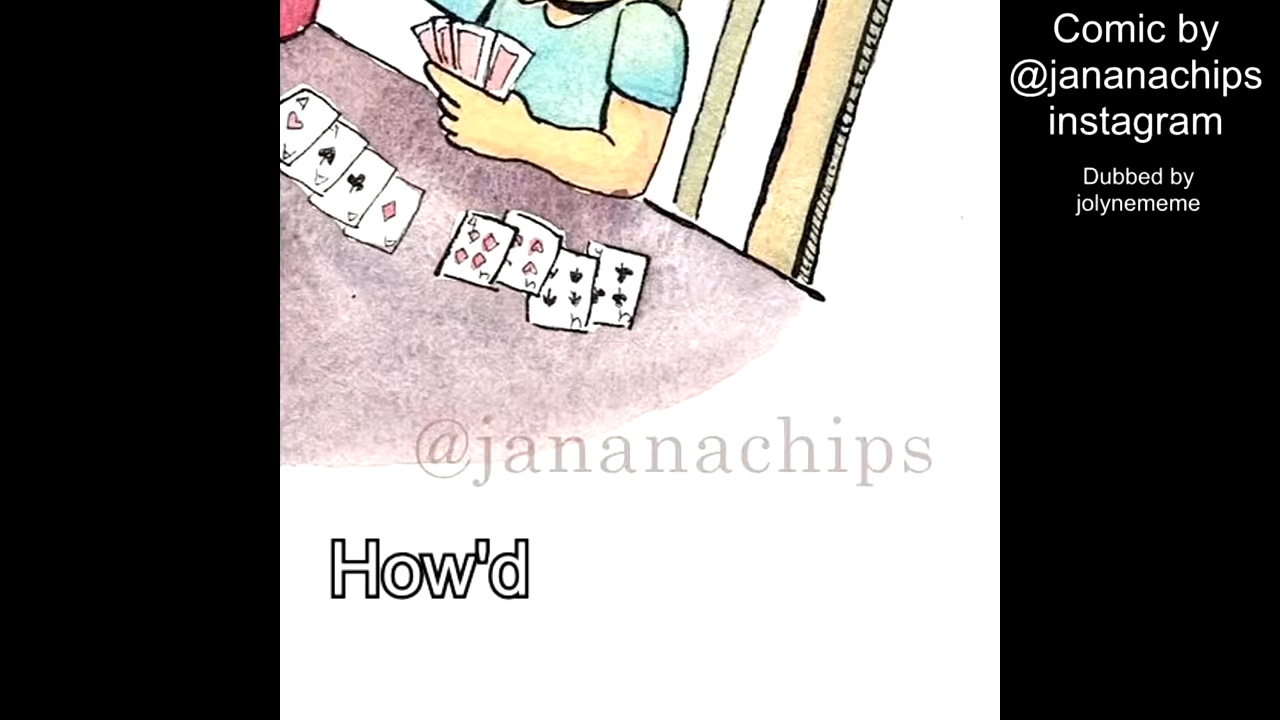 Comic by
@jananachips
instagram
Dubbed by
jolynememe
@jananachips
How'd